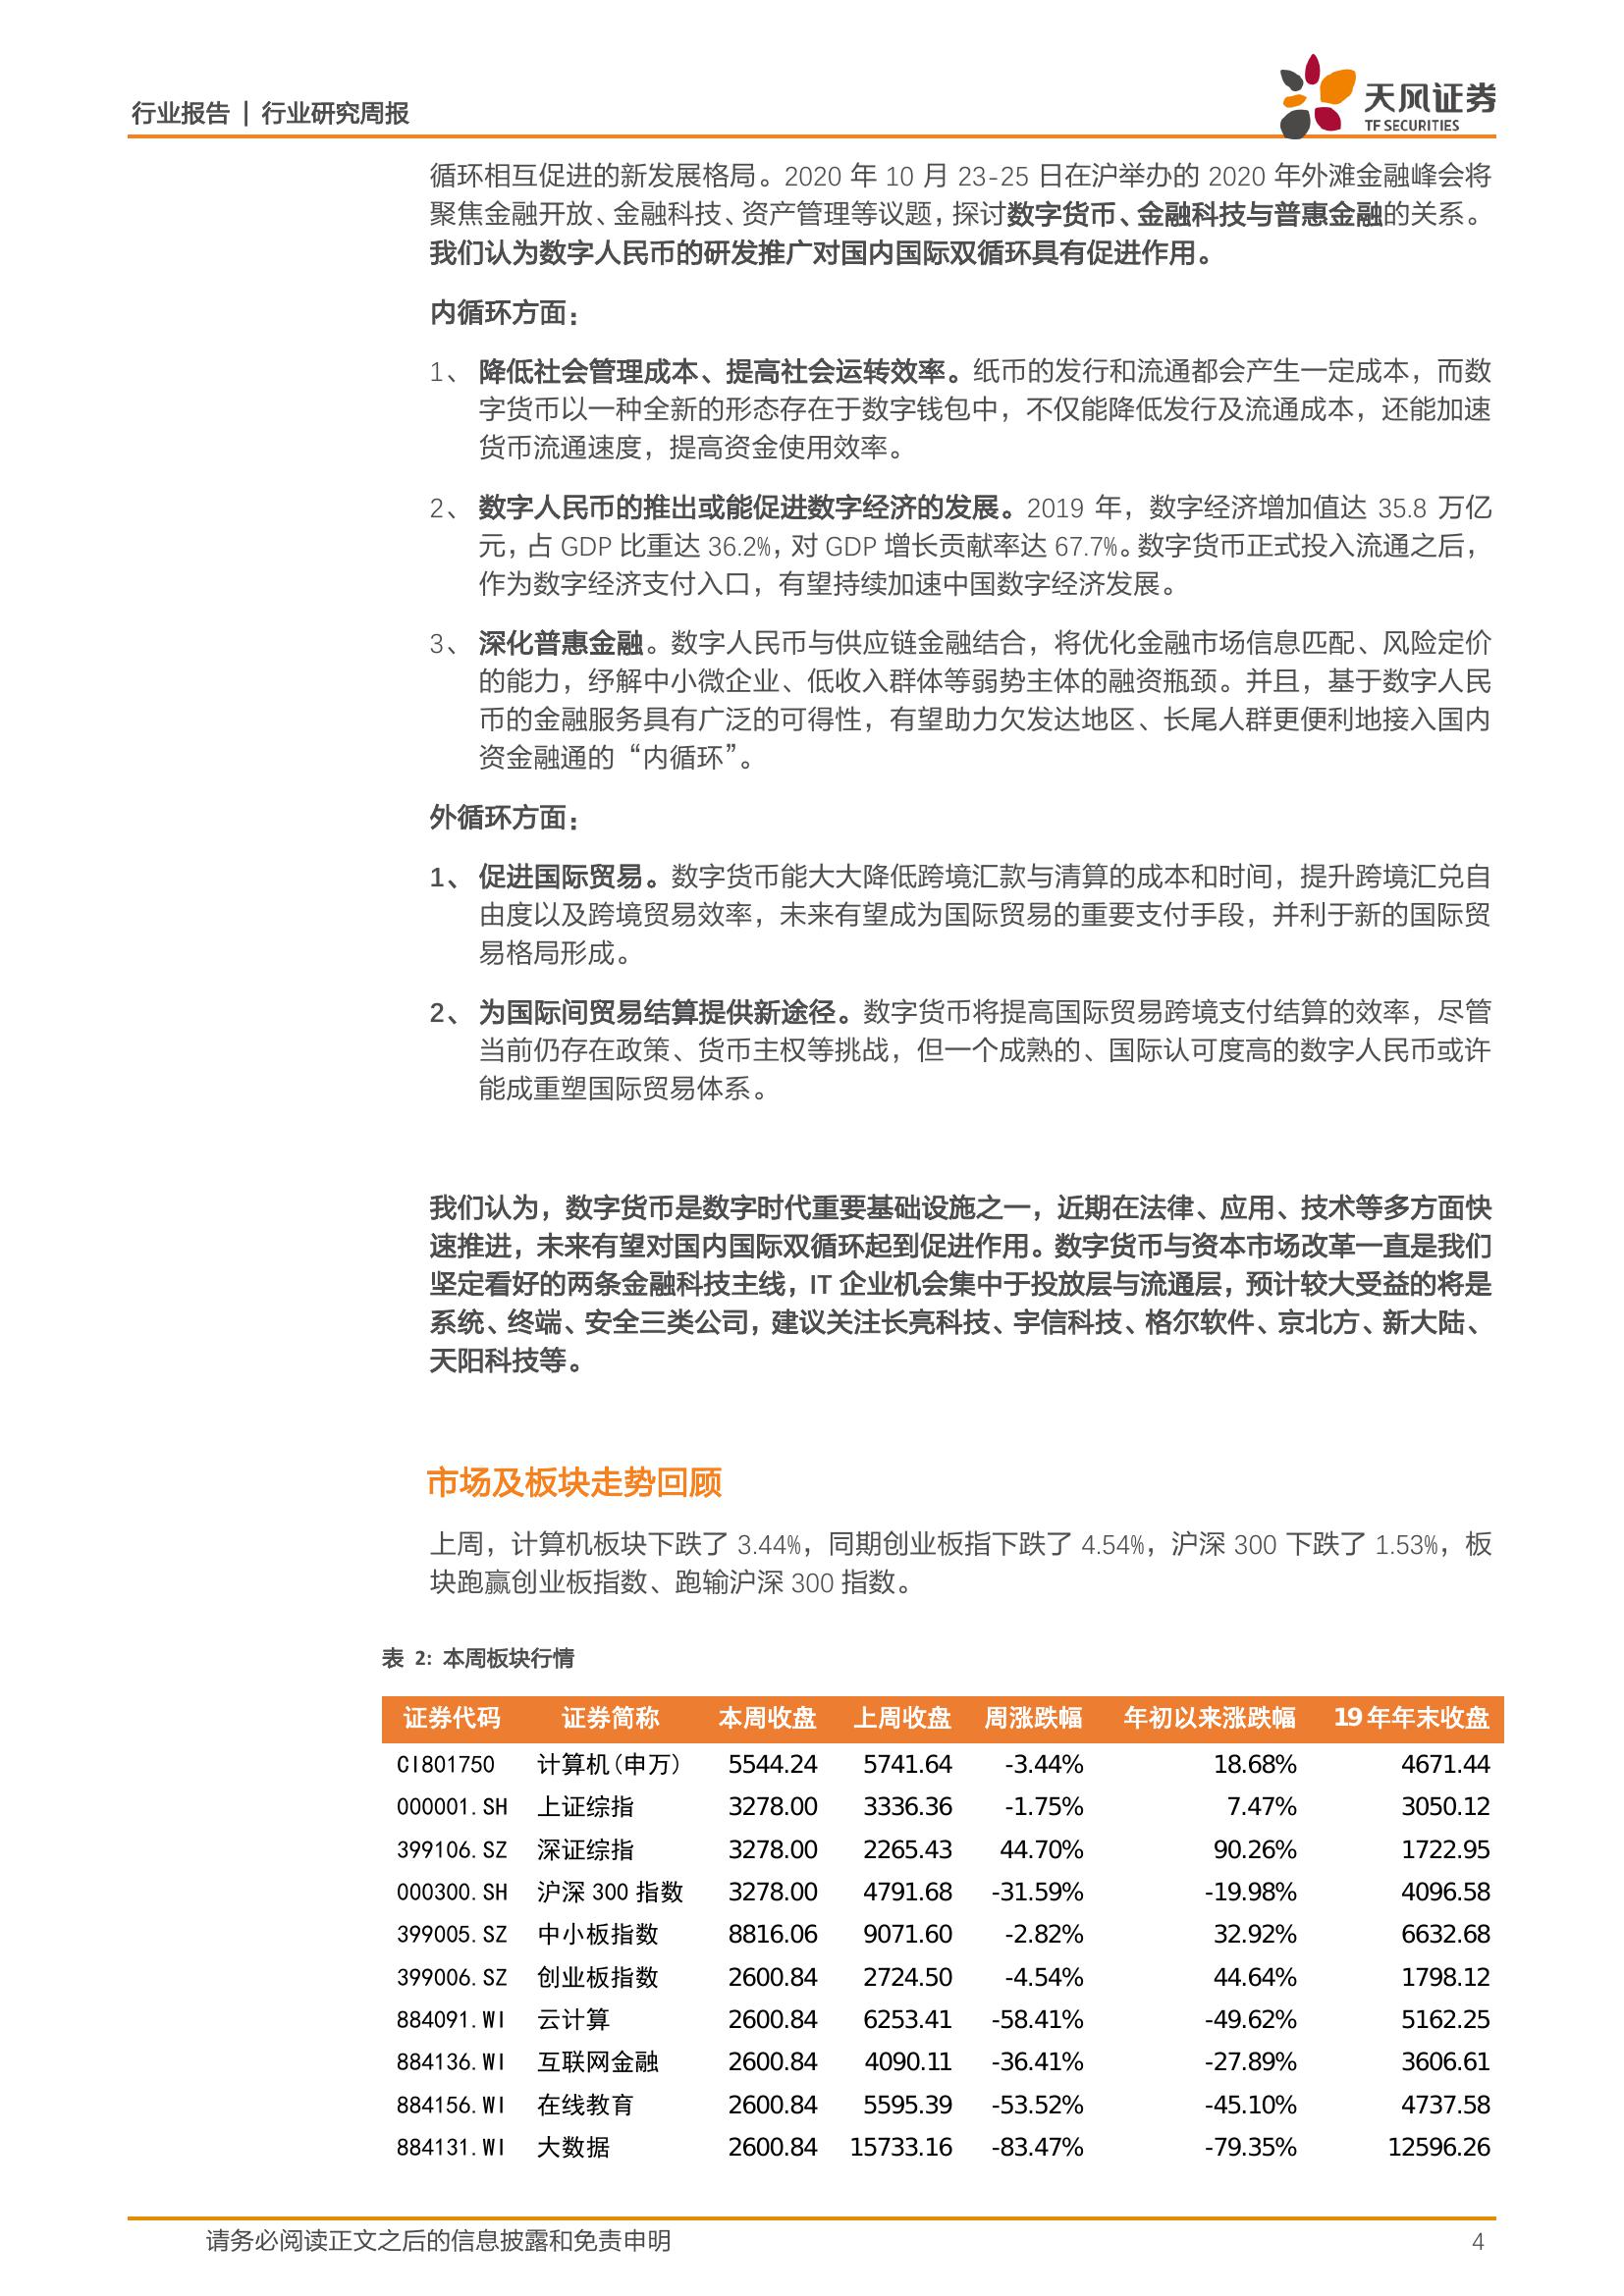 行业报告 | 行业研究周报
天风证券
TF SECURITIES
循环相互促进的新发展格局。2020 年 10 月 23-25 日在沪举办的 2020 年外滩金融峰会将
聚焦金融开放、金融科技、资产管理等议题，探讨数字货币、金融科技与普惠金融的关系。
我们认为数字人民币的研发推广对国内国际双循环具有促进作用。
内循环方面：
1、 降低社会管理成本、提高社会运转效率。纸币的发行和流通都会产生一定成本，而数
字货币以一种全新的形态存在于数字钱包中，不仅能降低发行及流通成本，还能加速
货币流通速度，提高资金使用效率。
2、 数字人民币的推出或能促进数字经济的发展。2019 年，数字经济增加值达 35.8 万亿
元，占 GDP 比重达 36.2%，对 GDP 增长贡献率达 67.7%。数字货币正式投入流通之后，
作为数字经济支付入口，有望持续加速中国数字经济发展。
3、 深化普惠金融。数字人民币与供应链金融结合，将优化金融市场信息匹配、风险定价
的能力，纾解中小微企业、低收入群体等弱势主体的融资瓶颈。并且，基于数字人民
币的金融服务具有广泛的可得性，有望助力欠发达地区、长尾人群更便利地接入国内
资金融通的“内循环”。
外循环方面：
1、 促进国际贸易。数字货币能大大降低跨境汇款与清算的成本和时间，提升跨境汇兑自
由度以及跨境贸易效率，未来有望成为国际贸易的重要支付手段，并利于新的国际贸
易格局形成。
2、 为国际间贸易结算提供新途径。数字货币将提高国际贸易跨境支付结算的效率，尽管
当前仍存在政策、货币主权等挑战，但一个成熟的、国际认可度高的数字人民币或许
能成重塑国际贸易体系。
我们认为，数字货币是数字时代重要基础设施之一，近期在法律、应用、技术等多方面快
速推进，未来有望对国内国际双循环起到促进作用。数字货币与资本市场改革一直是我们
坚定看好的两条金融科技主线，IT 企业机会集中于投放层与流通层，预计较大受益的将是
系统、终端、安全三类公司，建议关注长亮科技、宇信科技、格尔软件、京北方、新大陆、
天阳科技等。
市场及板块走势回顾
上周，计算机板块下跌了 3.44%，同期创业板指下跌了 4.54%，沪深 300 下跌了 1.53%，板
块跑赢创业板指数、跑输沪深 300 指数。
表 2：本周板块行情
证券代码 证券简称 本周收盘 上周收盘 周涨跌幅 年初以来涨跌幅 19 年年末收盘
CI801750 计算机(申万) 5544.24 5741.64 -3.44% 18.68% 4671.44
000001.SH 上证综指 3278.00 3336.36 -1.75% 7.47% 3050.12
399106.SZ 深证综指 3278.00 2265.43 44.70% 90.26% 1722.95
000300.SH 沪深 300 指数 3278.00 4791.68 -31.59% -19.98% 4096.58
399005.SZ 中小板指数 8816.06 9071.60 -2.82% 32.92% 6632.68
399006.SZ 创业板指数 2600.84 2724.50 -4.54% 44.64% 1798.12
884091.WI 云计算 2600.84 6253.41 -58.41% -49.62% 5162.25
884136.WI 互联网金融 2600.84 4090.11 -36.41% -27.89% 3606.61
884156.WI 在线教育 2600.84 5595.39 -53.52% -45.10% 4737.58
884131.WI 大数据 2600.84 15733.16 -83.47% -79.35% 12596.26
请务必阅读正文之后的信息披露和免责申明 4